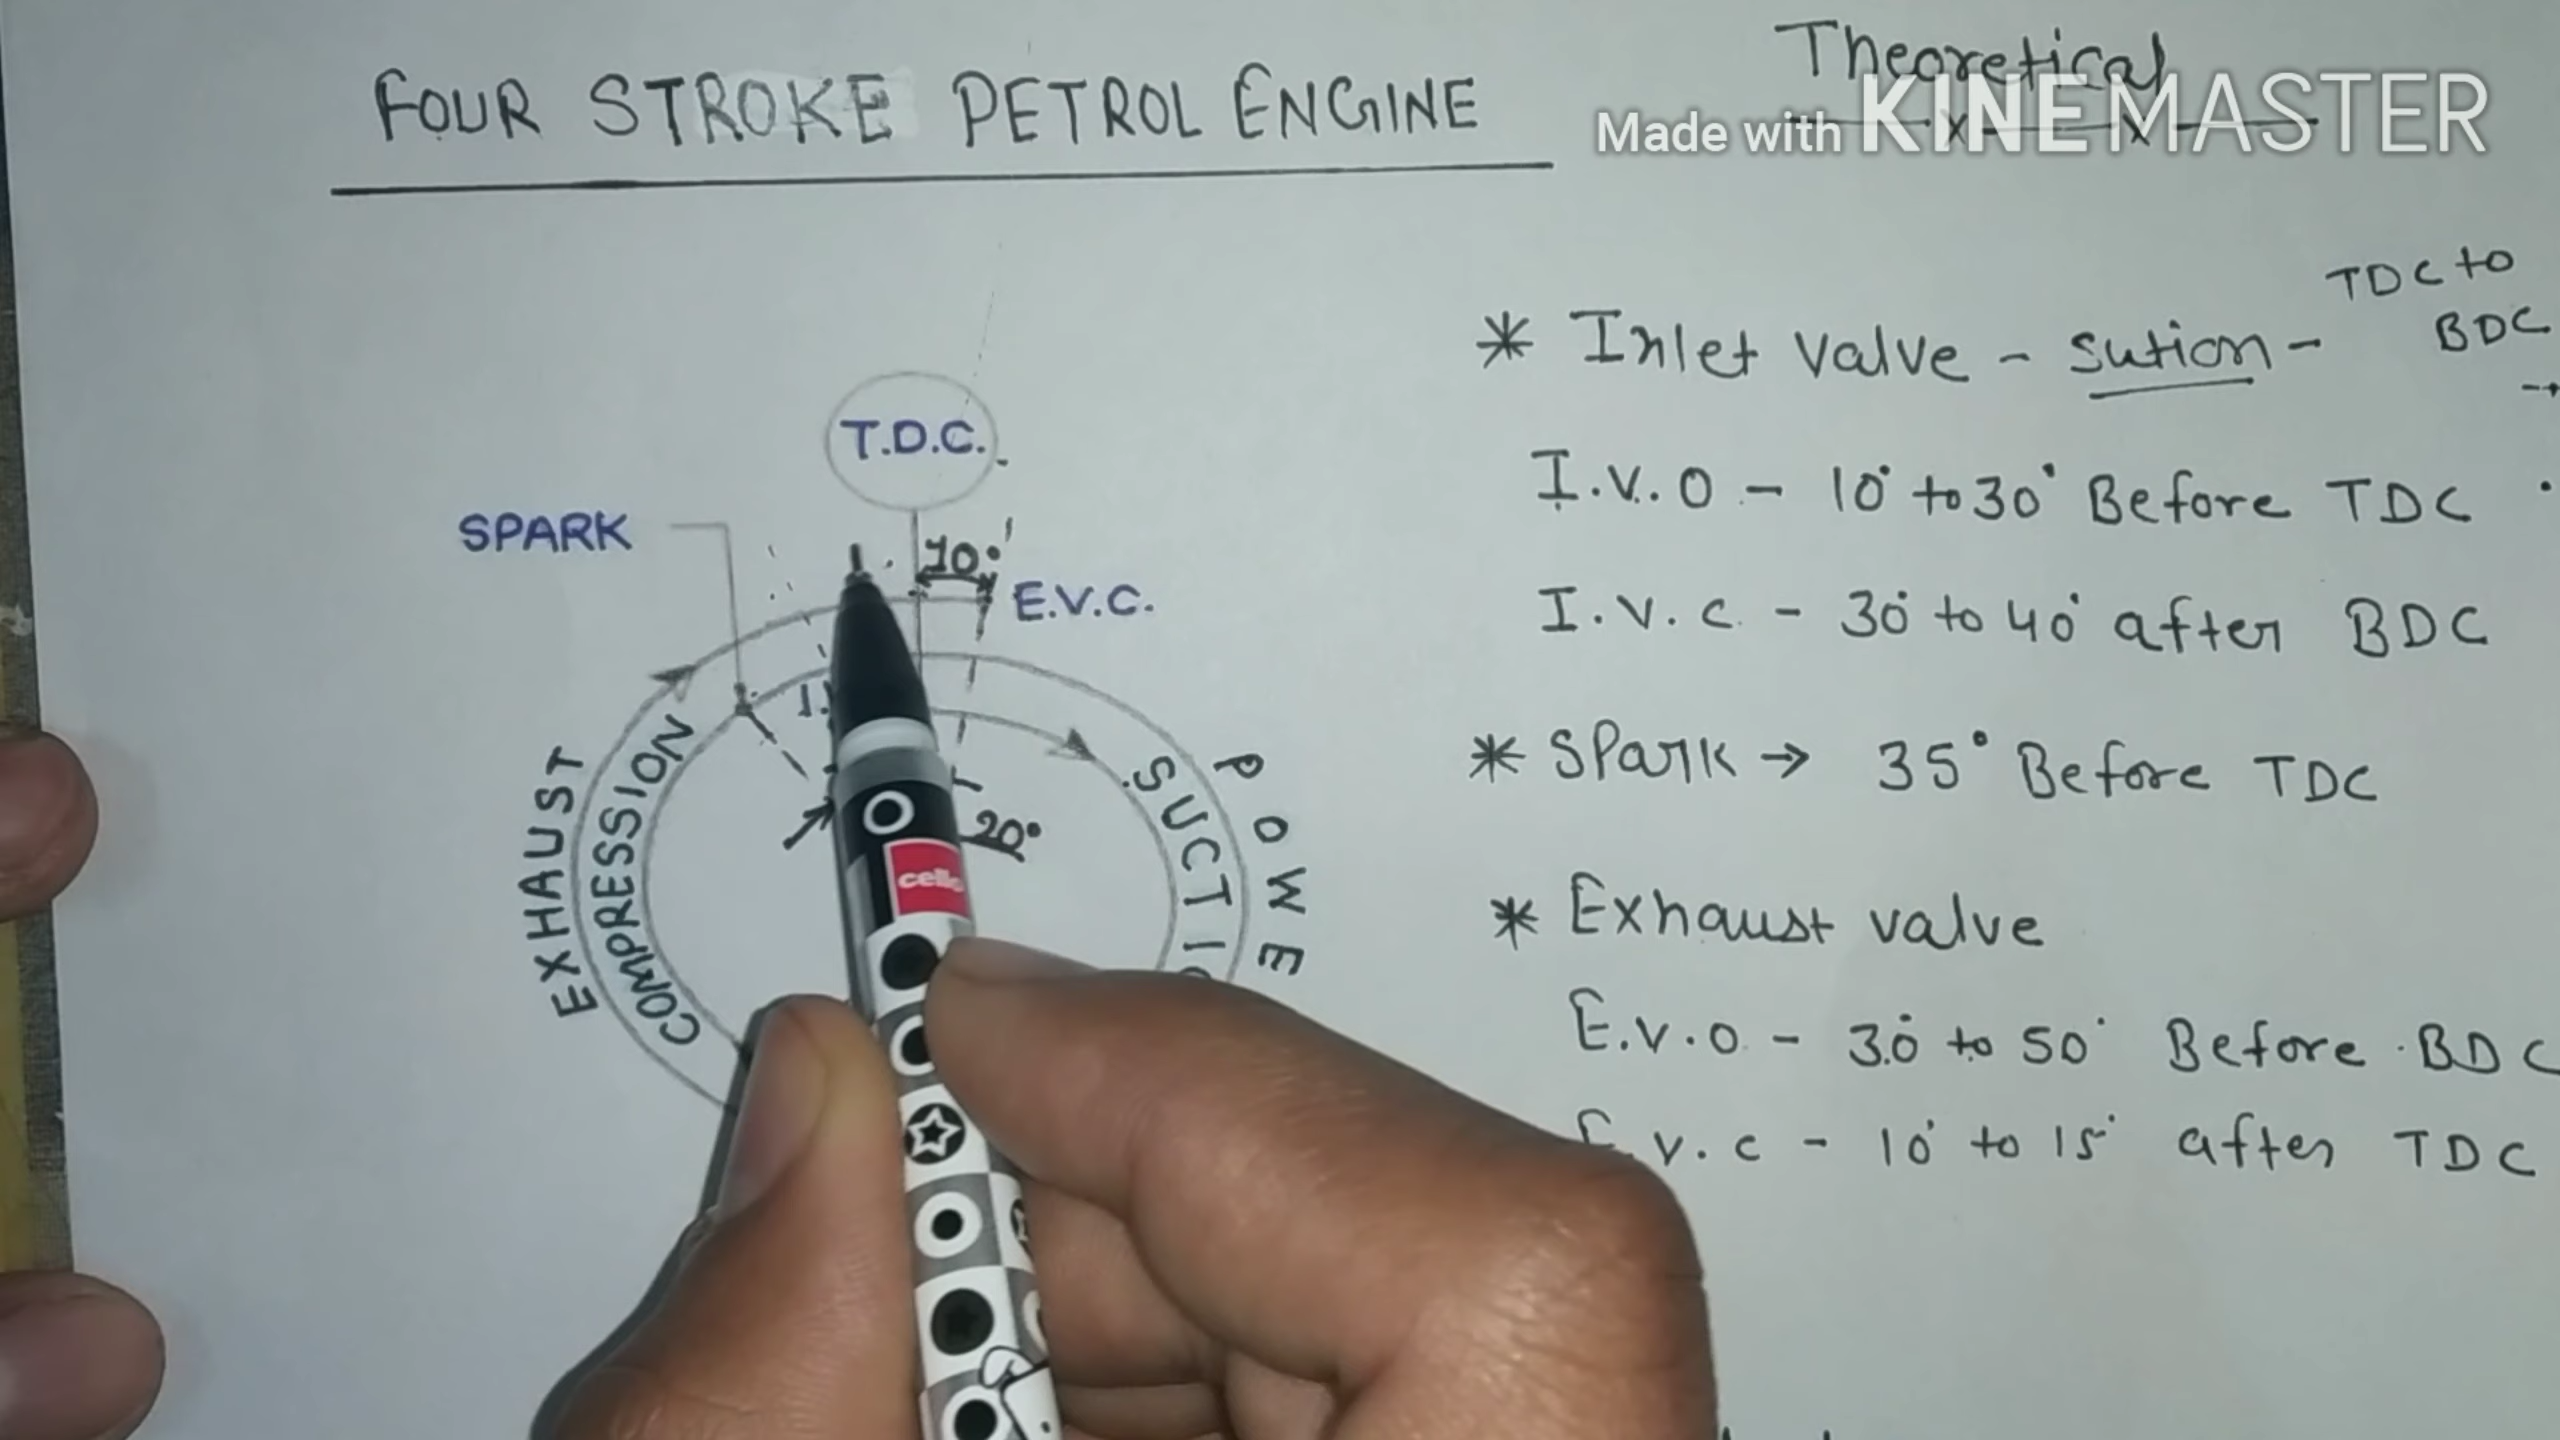 Theoretical
FOUR STROKE PETROL ENGINE
Made with KINEMASTER
TDC to
BDC
* Inlet valve - Sution -
T.D.C.
I.V.O - 10° to 30° Before TDC
SPARK
10°
E.V.C.
I.V.C. - 30° to 40° after BDC
I.
* Spark → 35° Before TDC
20°
EXHAUST
COMPRESSION
SUCTIO
POWE
cello
* Exhaust valve
E.V.O. - 30° to 50° Before BDC
E.V.C - 10° to 15° after TDC